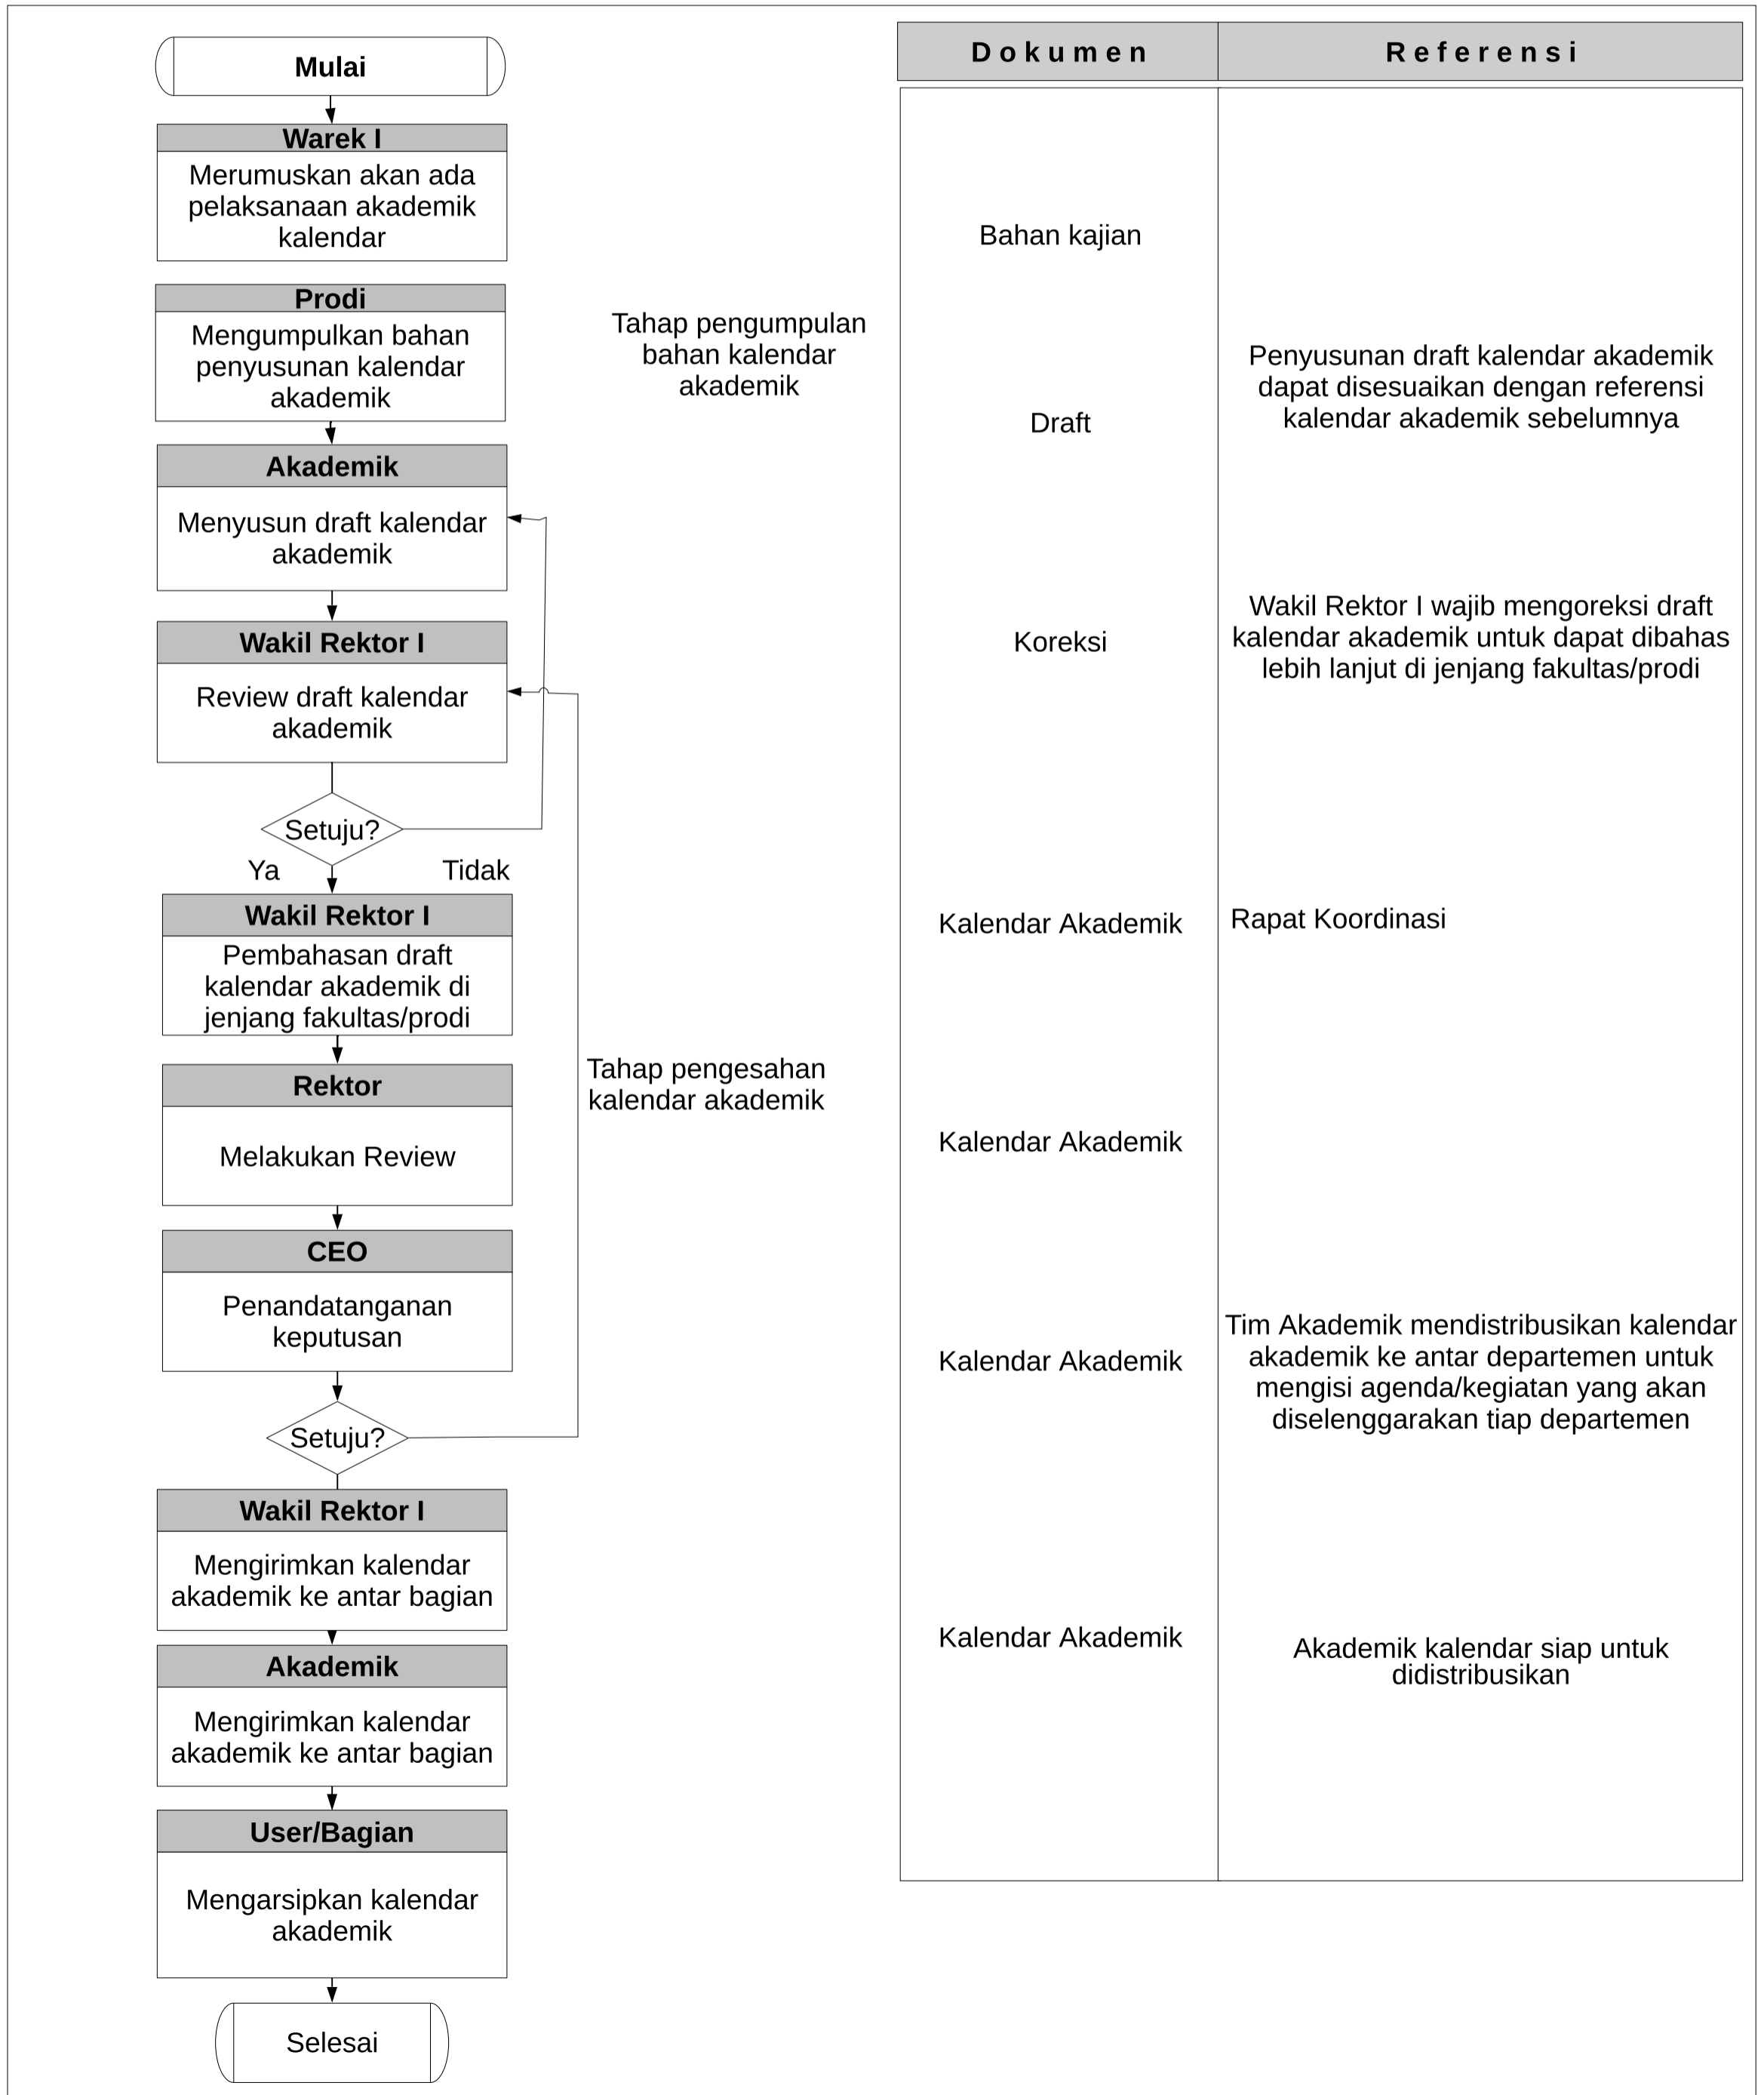 Mulai
Warek I
Merumuskan akan ada
pelaksanaan akademik
kalendar
Prodi
Mengumpulkan bahan
penyusunan kalendar
akademik
Tahap pengumpulan
bahan kalendar
akademik
Akademik
Menyusun draft kalendar
akademik
Wakil Rektor I
Review draft kalendar
akademik
Setuju?
Ya
Tidak
Wakil Rektor I
Pembahasan draft
kalendar akademik di
jenjang fakultas/prodi
Rektor
Melakukan Review
Tahap pengesahan
kalendar akademik
CEO
Penandatanganan
keputusan
Setuju?
Wakil Rektor I
Mengirimkan kalendar
akademik ke antar bagian
Akademik
Mengirimkan kalendar
akademik ke antar bagian
User/Bagian
Mengarsipkan kalendar
akademik
Selesai
Dokumen
Referensi
Bahan kajian
Draft
Penyusunan draft kalendar akademik
dapat disesuaikan dengan referensi
kalendar akademik sebelumnya
Koreksi
Wakil Rektor I wajib mengoreksi draft
kalendar akademik untuk dapat dibahas
lebih lanjut di jenjang fakultas/prodi
Kalendar Akademik
Rapat Koordinasi
Kalendar Akademik
Kalendar Akademik
Tim Akademik mendistribusikan kalendar
akademik ke antar departemen untuk
mengisi agenda/kegiatan yang akan
diselenggarakan tiap departemen
Kalendar Akademik
Akademik kalendar siap untuk
didistribusikan